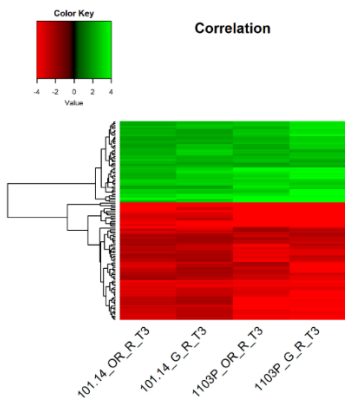 Color Key
-4 -2 0 2 4
Value
Correlation
101.14_OR_R_T3
101.14_G_R_T3
1103P_OR_R_T3
1103P_G_R_T3